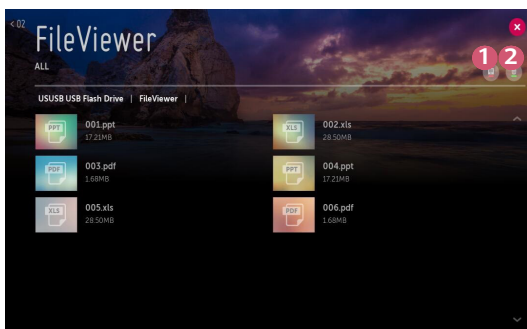 < 02
FileViewer
ALL
1 2
USUSB USB Flash Drive | FileViewer |
PPT 001.ppt
17.21MB
XLS 002.xls
28.50MB
PDF 003.pdf
1.68MB
PPT 004.ppt
17.21MB
XLS 005.xls
28.50MB
PDF 006.pdf
1.68MB